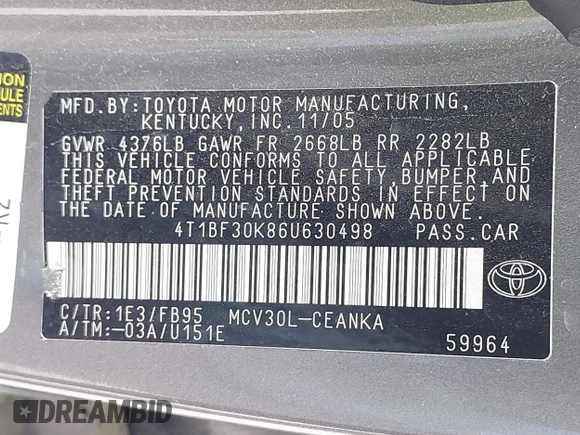 MFD.BY:TOYOTA MOTOR MANUFACTURING,
KENTUCKY,INC.11/05
GVWR 4376LB GAWR FR 2668LB RR 2282LB
THIS VEHICLE CONFORMS TO ALL APPLICABLE
FEDERAL MOTOR VEHICLE SAFETY, BUMPER,AND
THEFT PREVENTION STANDARDS IN EFFECT ON
THE DATE OF MANUFACTURE SHOWN ABOVE.
4T1BF30K86U630498 PASS.CAR
C/TR:1E3/FB95 MCV30L-CEANKA
A/TM:-03A/U151E
59964
DREAMBID